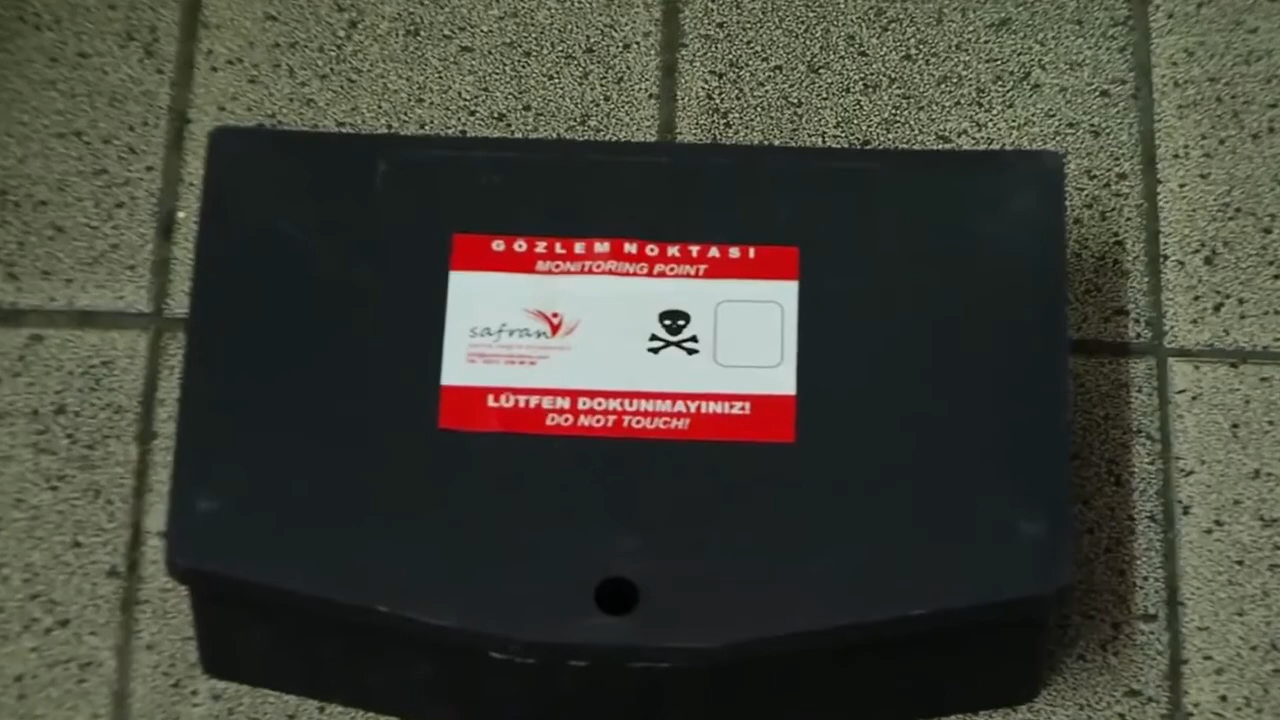 GÖZLEM NOKTASI
MONITORING POINT
safran
LÜTFEN DOKUNMAYINIZ!
DO NOT TOUCH!